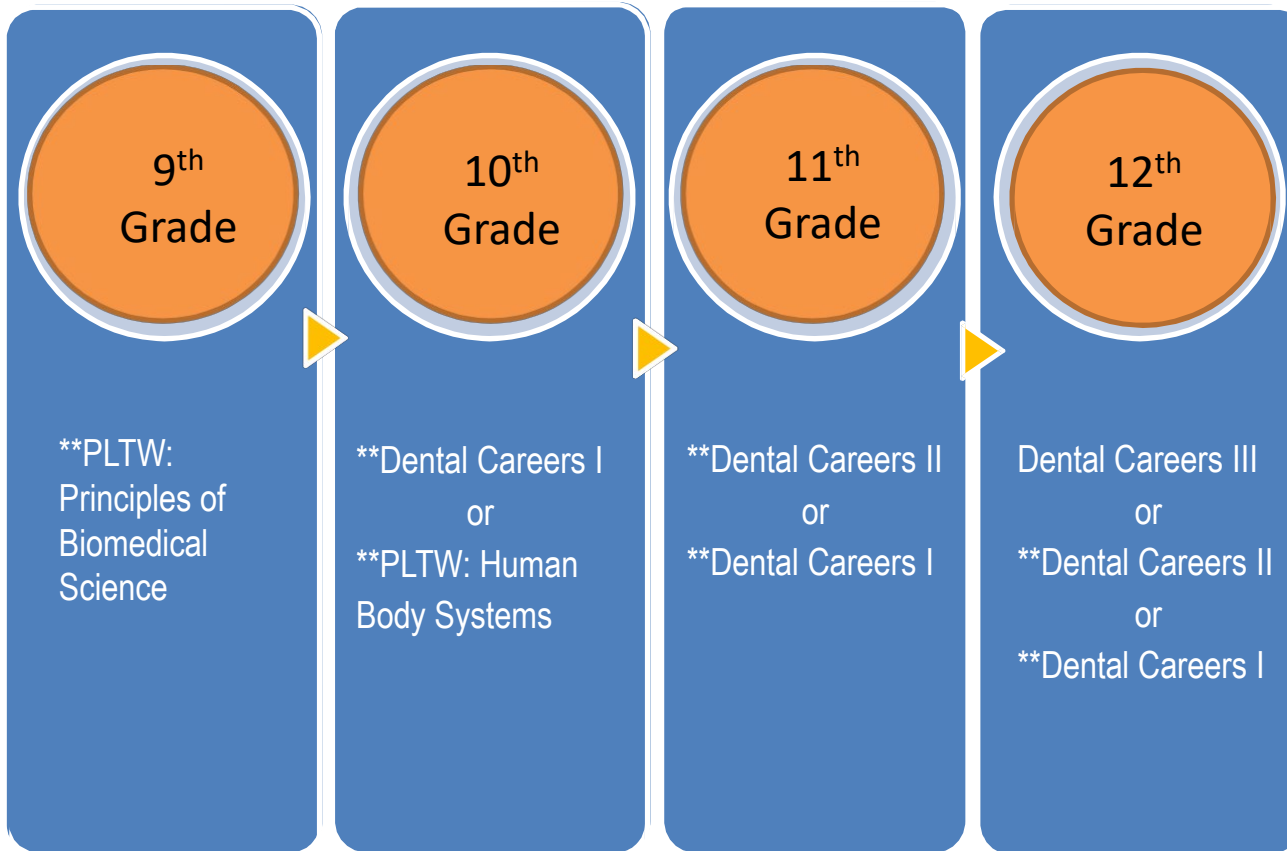 9th
Grade
**PLTW:
Principles of
Biomedical
Science
10th
Grade
**Dental Careers I
or
**PLTW: Human
Body Systems
11th
Grade
**Dental Careers II
or
**Dental Careers I
12th
Grade
Dental Careers III
or
**Dental Careers II
or
**Dental Careers I